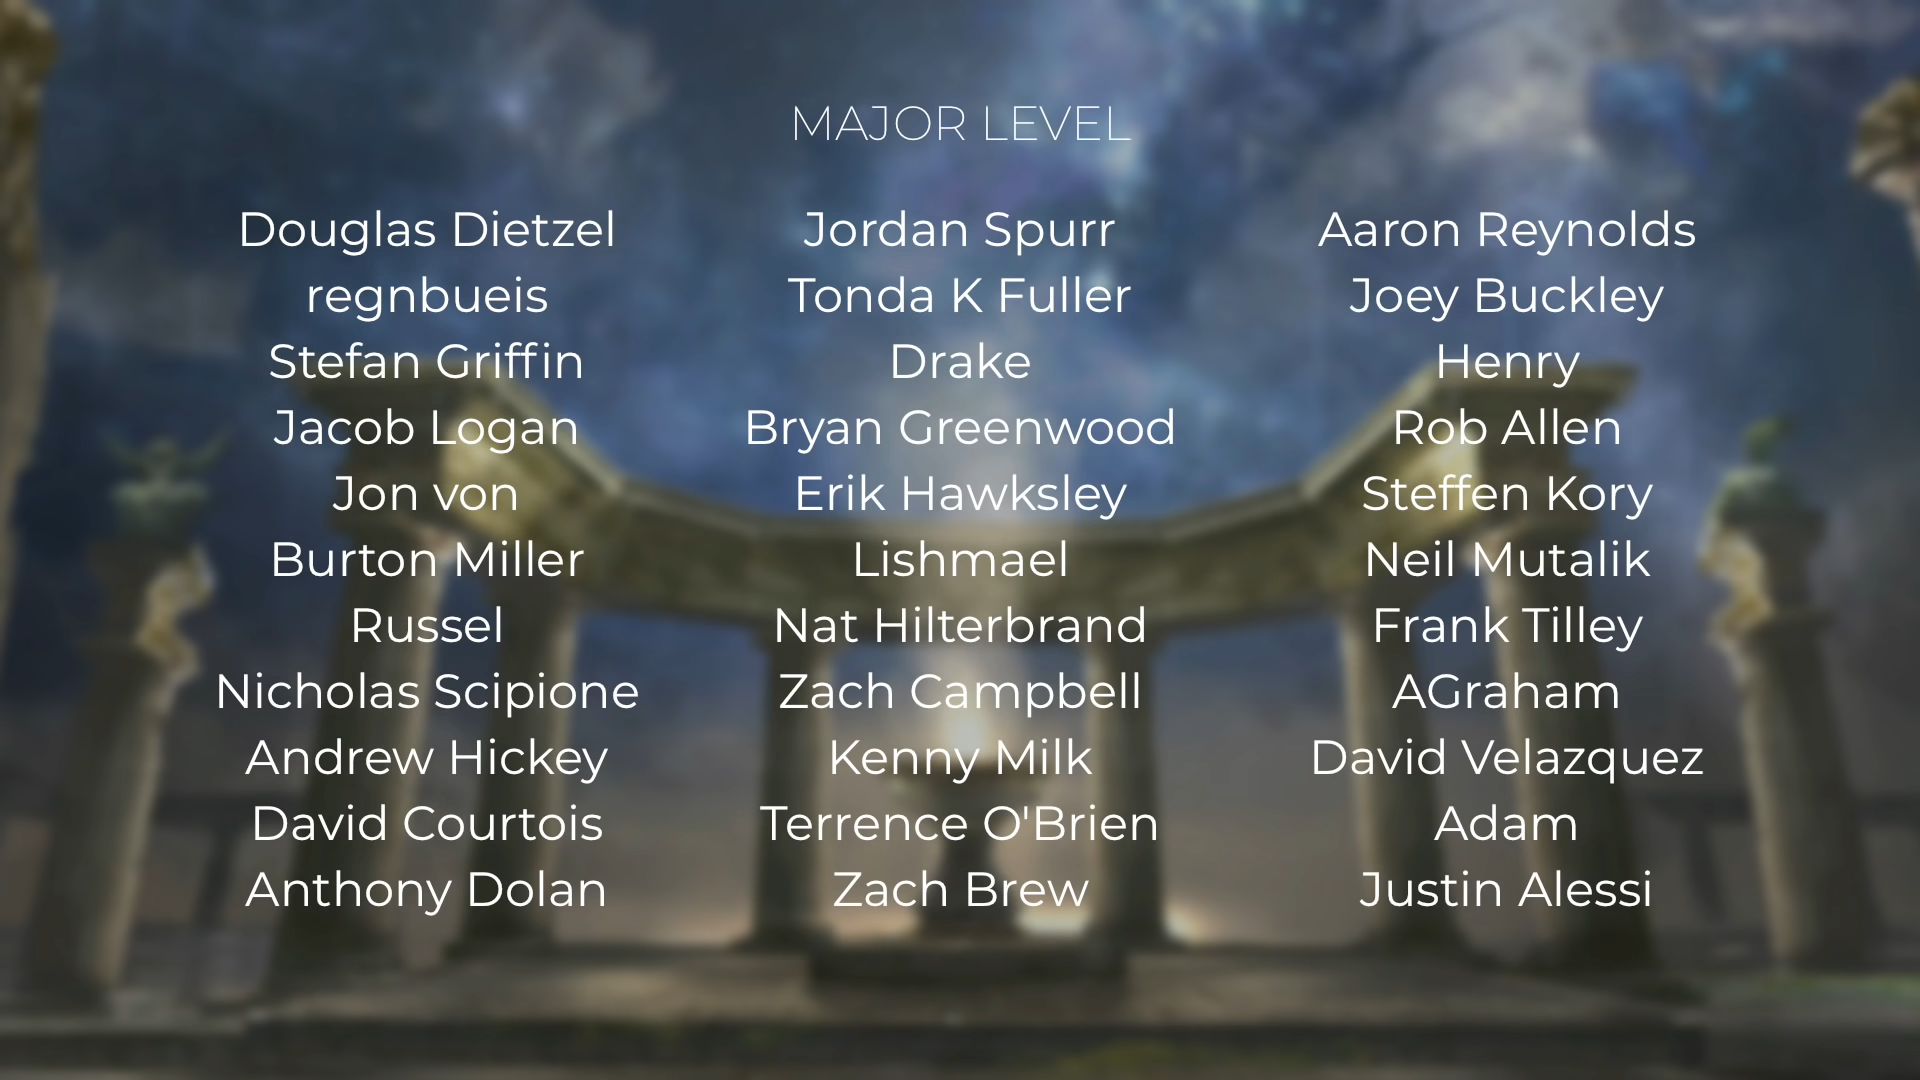 MAJOR LEVEL
Douglas Dietzel
regnbueis
Stefan Griffin
Jacob Logan
Jon von
Burton Miller
Russel
Nicholas Scipione
Andrew Hickey
David Courtois
Anthony Dolan
Jordan Spurr
Tonda K Fuller
Drake
Bryan Greenwood
Erik Hawksley
Lishmael
Nat Hilterbrand
Zach Campbell
Kenny Milk
Terrence O'Brien
Zach Brew
Aaron Reynolds
Joey Buckley
Henry
Rob Allen
Steffen Kory
Neil Mutalik
Frank Tilley
AGraham
David Velazquez
Adam
Justin Alessi